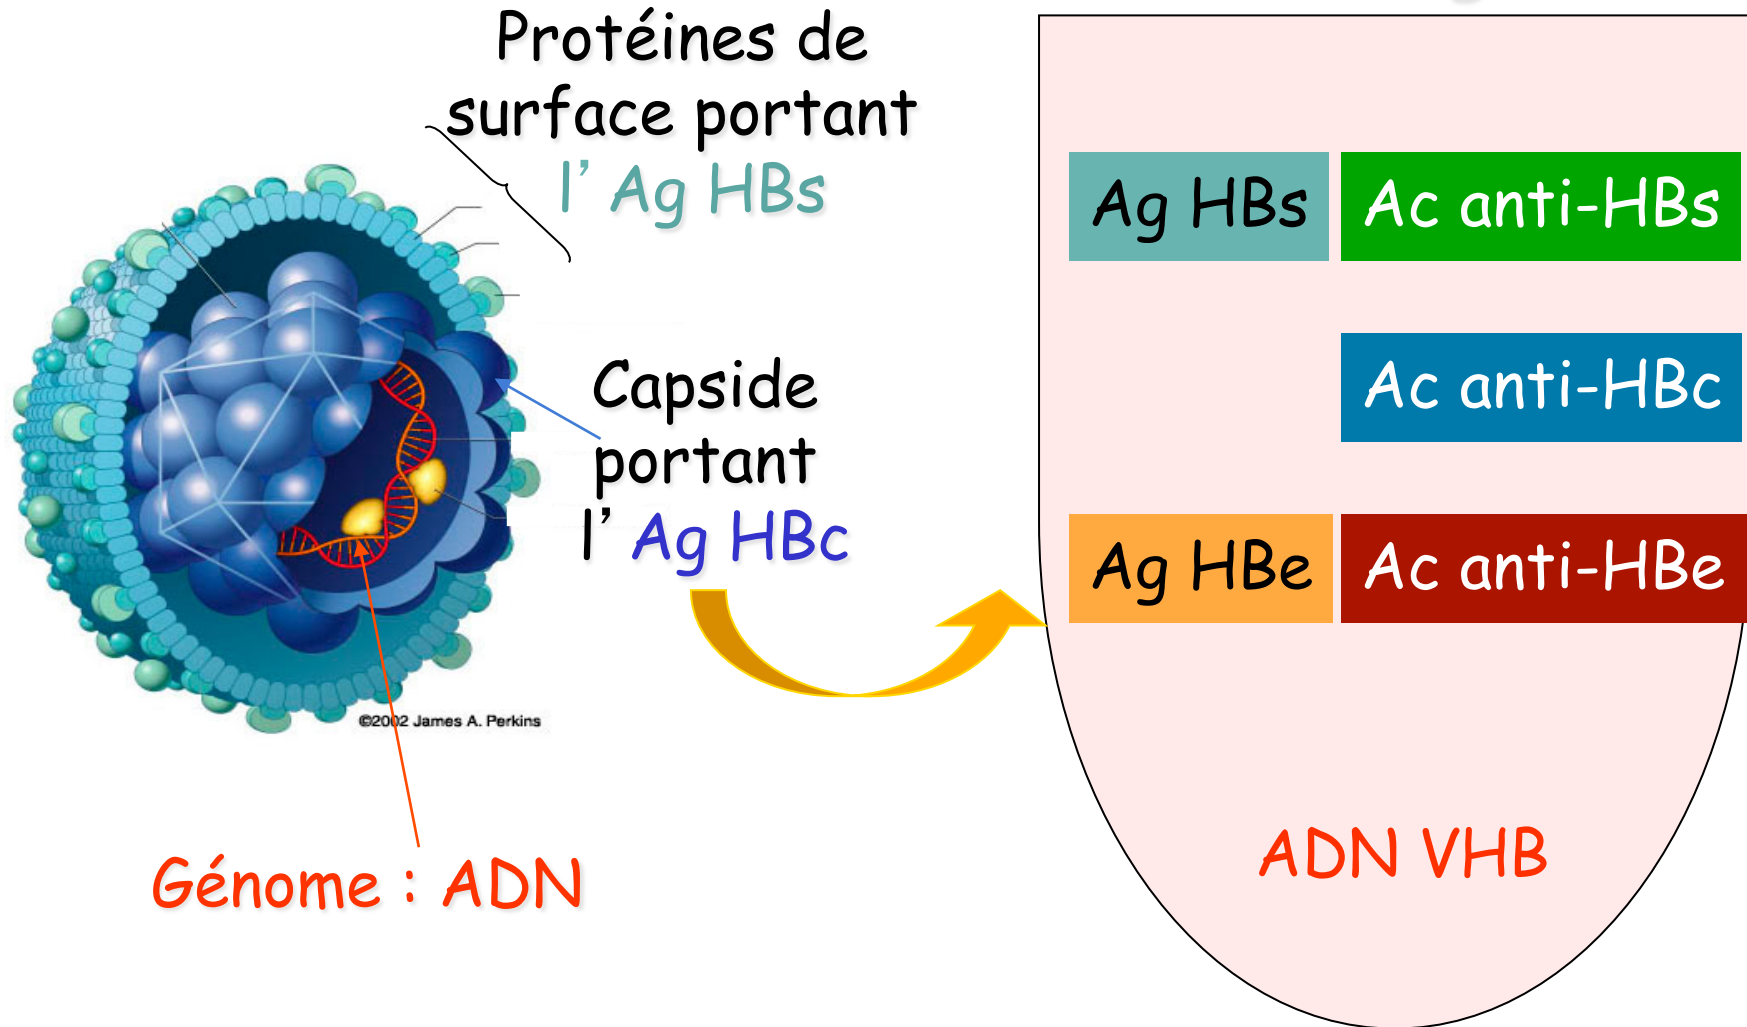 Protéines de
surface portant
l’ Ag HBs
Capside
portant
l’ Ag HBc
©2002 James A. Perkins
Génome : ADN
Ag HBs Ac anti-HBs
Ac anti-HBc
Ag HBe Ac anti-HBe
ADN VHB